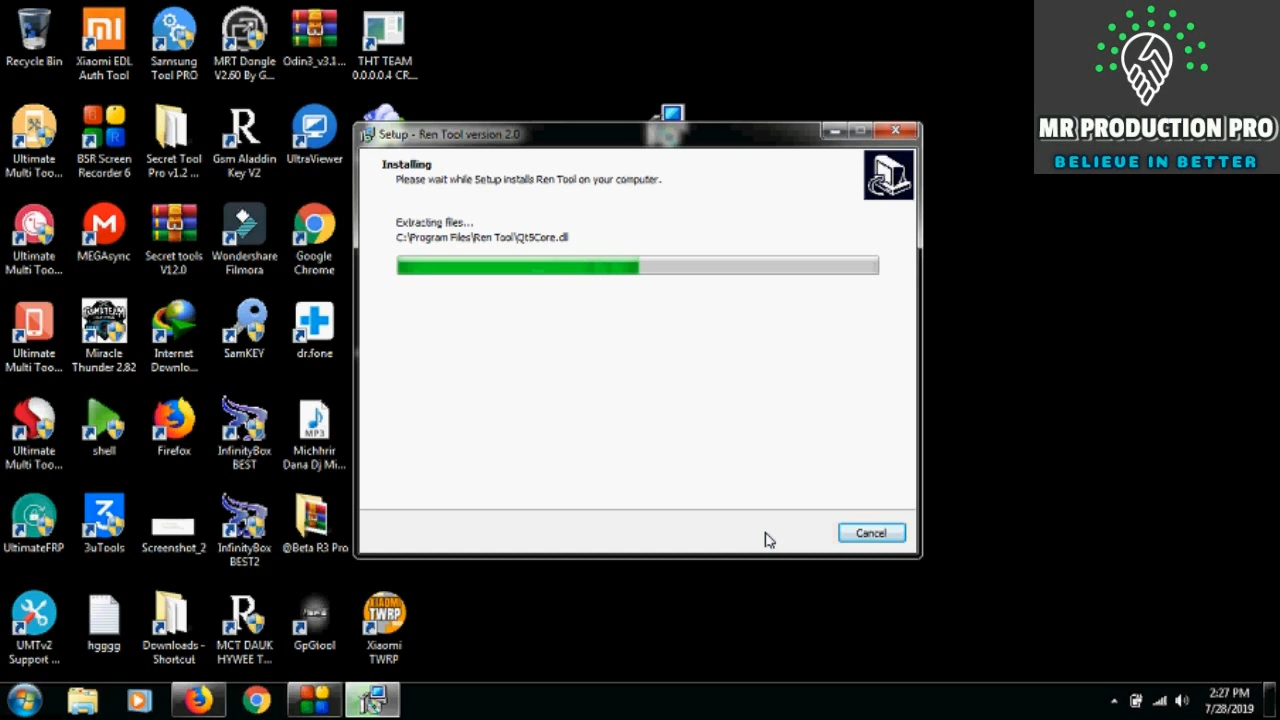 Recycle Bin
Xiaomi EDL
Auth Tool
Samsung
Tool PRO
MRT Dongle
V2.60 By G...
Odin3_v3.1...
THT TEAM
0.0.0.0.4 CR...
Ultimate
Multi Too...
BSR Screen
Recorder 6
Secret Tool
Pro v1.2 ...
Gsm Aladdin
Key V2
UltraViewer
Ultimate
Multi Too...
MEGAsync
Secret tools
V12.0
Wondershare
Filmora
Google
Chrome
Ultimate
Multi Too...
Miracle
Thunder 2.82
Internet
Downlo...
SamKEY
dr.fone
Ultimate
Multi Too...
shell
Firefox
InfinityBox
BEST
MP3
Michhrir
Dana Dj Mi...
UltimateFRP
3uTools
Screenshot_2
InfinityBox
BEST2
@Beta R3 Pro
UMTv2
Support ...
hgggg
Downloads -
Shortcut
MCT DAUK
HYWEE T...
GpGtool
XIAOMI
TWRP
Xiaomi
TWRP
Setup - Ren Tool version 2.0
Installing
Please wait while Setup installs Ren Tool on your computer.
Extracting files...
C:\Program Files\Ren Tool\Qt5Core.dll
Cancel
MR PRODUCTION PRO
BELIEUE IN BETTER
2:27 PM
7/28/2019